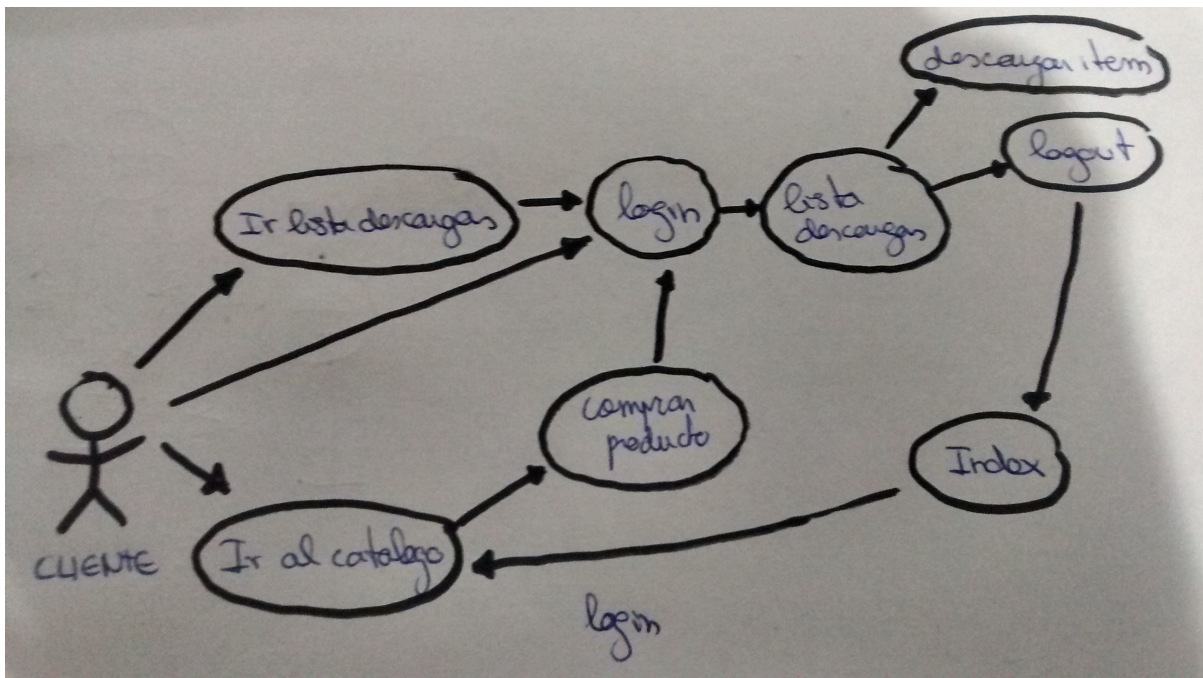 descargar item
logout
Ir lista descargas
login
lista
descargas
comprar
producto
Index
Ir al catalogo
CLIENTE
login